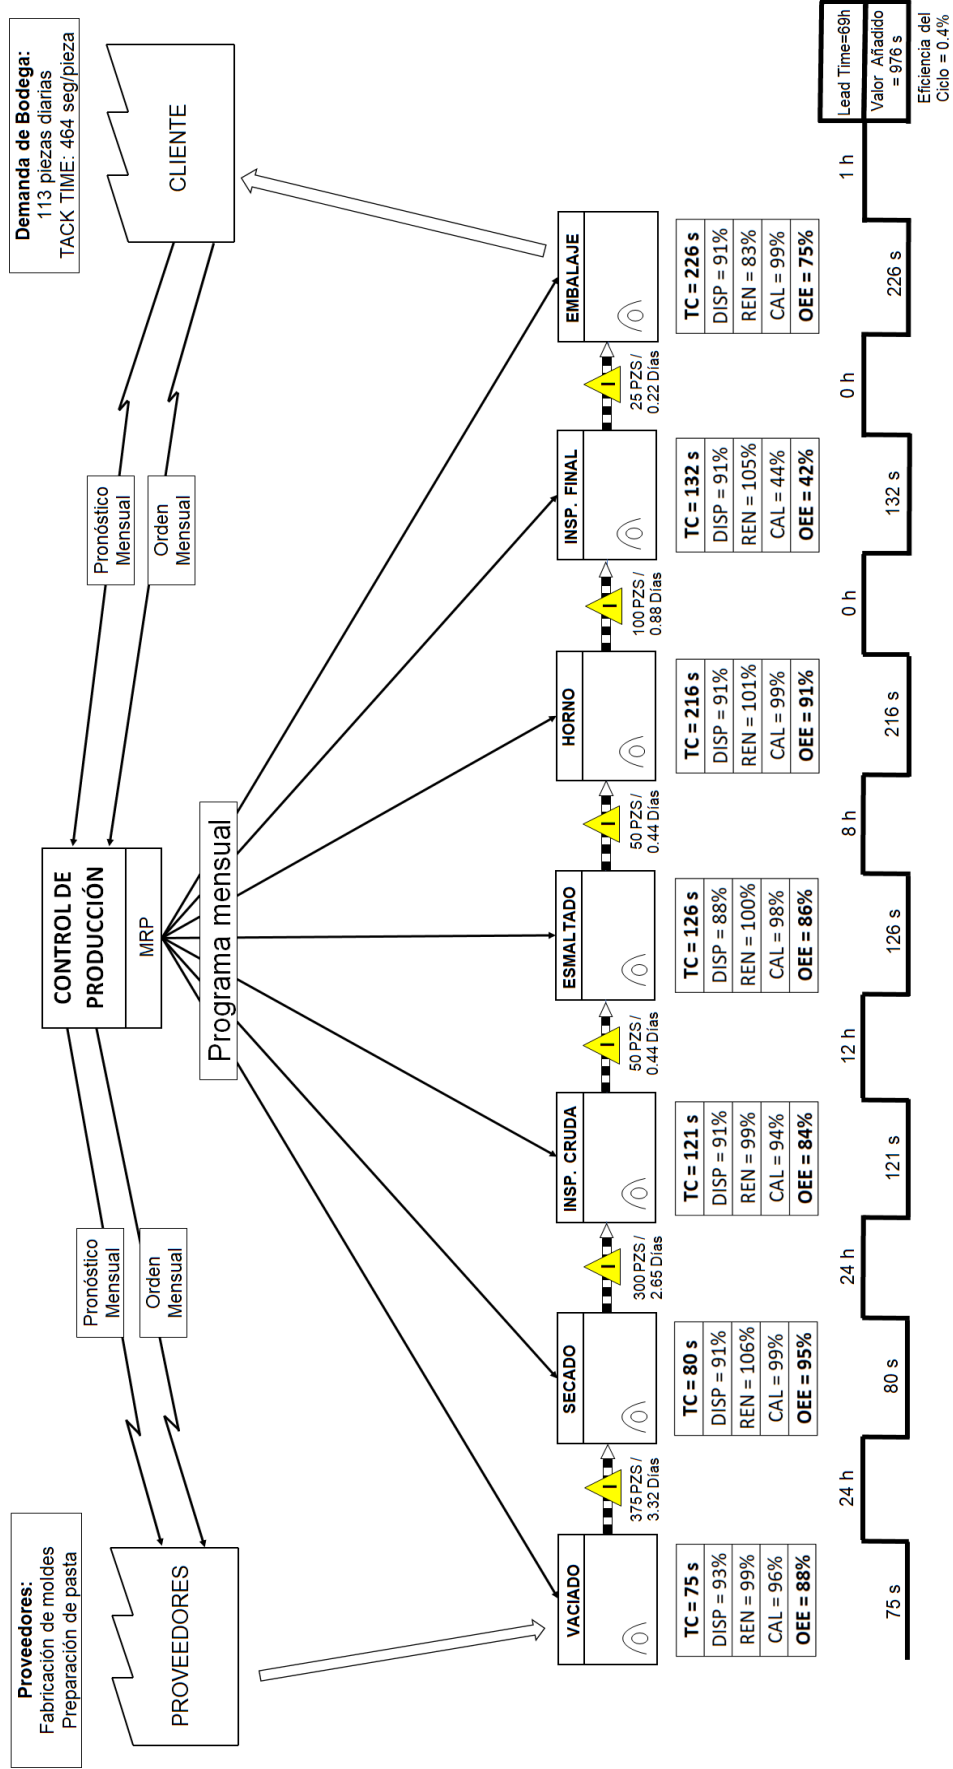 Proveedores:
Fabricación de moldes
Preparación de pasta
PROVEEDORES
Pronóstico
Mensual
Orden
Mensual
CONTROL DE
PRODUCCIÓN
MRP
Pronóstico
Mensual
Orden
Mensual
Demanda de Bodega:
113 piezas diarias
TACK TIME: 464 seg/pieza
CLIENTE
Programa mensual
VACIADO
375 PZS /
3.32 Días
SECADO
300 PZS /
2.65 Días
INSP. CRUDA
50 PZS /
0.44 Días
ESMALTADO
50 PZS /
0.44 Días
HORNO
100 PZS /
0.88 Días
INSP. FINAL
25 PZS /
0.22 Días
EMBALAJE
I
I
I
I
I
I
TC = 75 s
DISP = 93%
REN = 99%
CAL = 96%
OEE = 88%
TC = 80 s
DISP = 91%
REN = 106%
CAL = 99%
OEE = 95%
TC = 121 s
DISP = 91%
REN = 99%
CAL = 94%
OEE = 84%
TC = 126 s
DISP = 88%
REN = 100%
CAL = 98%
OEE = 86%
TC = 216 s
DISP = 91%
REN = 101%
CAL = 99%
OEE = 91%
TC = 132 s
DISP = 91%
REN = 105%
CAL = 44%
OEE = 42%
TC = 226 s
DISP = 91%
REN = 83%
CAL = 99%
OEE = 75%
75 s
24 h
80 s
24 h
121 s
12 h
126 s
8 h
216 s
0 h
132 s
0 h
226 s
1 h
Lead Time=69h
Valor Añadido
= 976 s
Eficiencia del
Ciclo = 0.4%